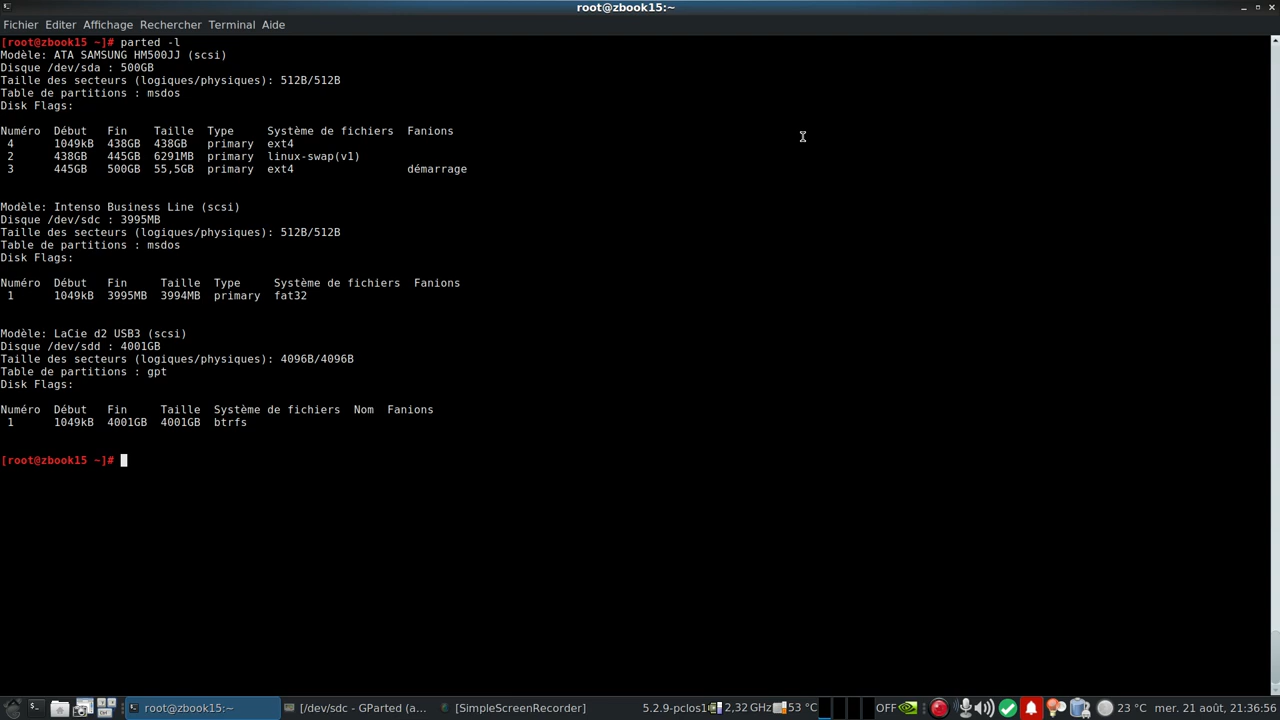 root@zbook15:~
Fichier Editer Affichage Rechercher Terminal Aide
[root@zbook15 ~]# parted -l
Modèle: ATA SAMSUNG HM500JJ (scsi)
Disque /dev/sda : 500GB
Taille des secteurs (logiques/physiques): 512B/512B
Table de partitions : msdos
Disk Flags:
Numéro  Début   Fin    Taille  Type     Système de fichiers  Fanions
 4      1049kB  438GB  438GB   primary  ext4
 2      438GB   445GB  6291MB  primary  linux-swap(v1)
 3      445GB   500GB  55,5GB  primary  ext4                 démarrage
Modèle: Intenso Business Line (scsi)
Disque /dev/sdc : 3995MB
Taille des secteurs (logiques/physiques): 512B/512B
Table de partitions : msdos
Disk Flags:
Numéro  Début   Fin     Taille  Type     Système de fichiers  Fanions
 1      1049kB  3995MB  3994MB  primary  fat32
Modèle: LaCie d2 USB3 (scsi)
Disque /dev/sdd : 4001GB
Taille des secteurs (logiques/physiques): 4096B/4096B
Table de partitions : gpt
Disk Flags:
Numéro  Début   Fin     Taille  Système de fichiers  Nom  Fanions
 1      1049kB  4001GB  4001GB  btrfs
[root@zbook15 ~]#
root@zbook15:~ [/dev/sdc - GParted (a... [SimpleScreenRecorder] 5.2.9-pclos1 2,32 GHz 53 °C OFF 23 °C mer. 21 août, 21:36:56